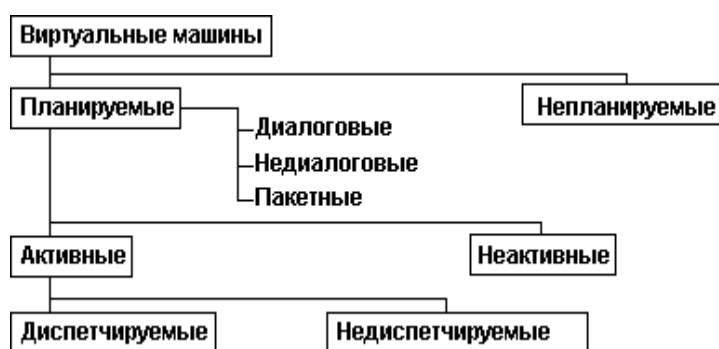 Виртуальные машины
Планируемые
Непланируемые
Диалоговые
Недиалоговые
Пакетные
Активные
Неактивные
Диспетчируемые
Недиспетчируемые